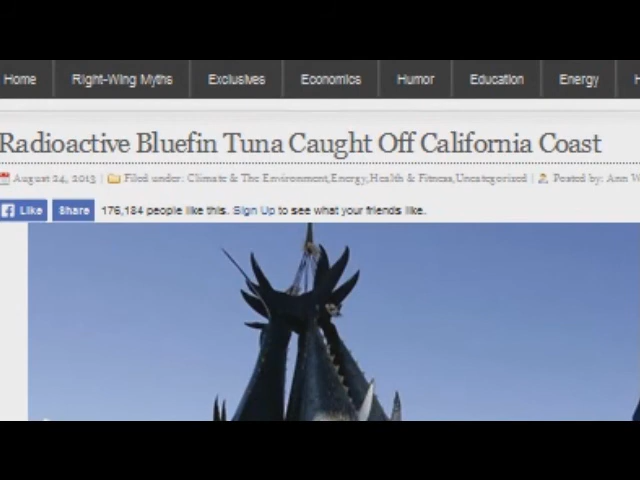 Home Right-Wing Myths Exclusives Economics Humor Education Energy
Radioactive Bluefin Tuna Caught Off California Coast
August 24, 2013 | Filed under: Climate & The Environment,Energy,Health & Fitness,Uncategorized | Posted by: Ann W
Like Share 176,184 people like this. Sign Up to see what your friends like.